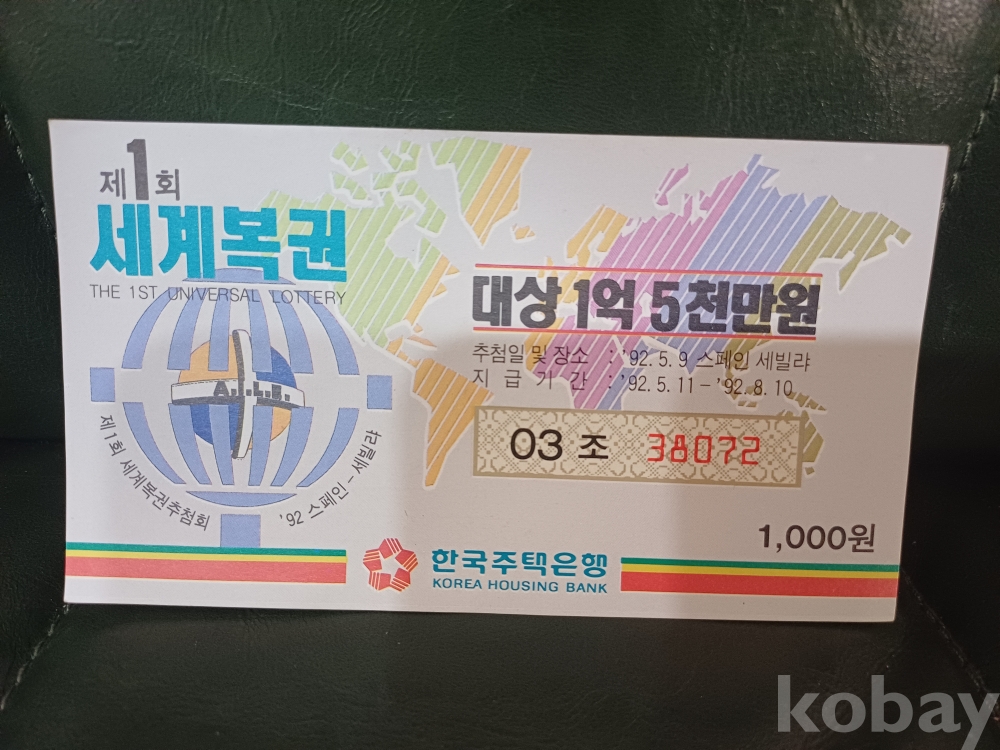 제1회
세계복권
THE 1ST UNIVERSAL LOTTERY
A.I.L.E.
제1회 세계복권추첨회
'92 스페인-세빌랴
대상 1억 5천만원
추첨일 및 장소 : '92.5.9 스페인 세빌랴
지급기간 : '92.5.11-'92.8.10
03 조 38072
1,000원
한국주택은행
KOREA HOUSING BANK
kobay